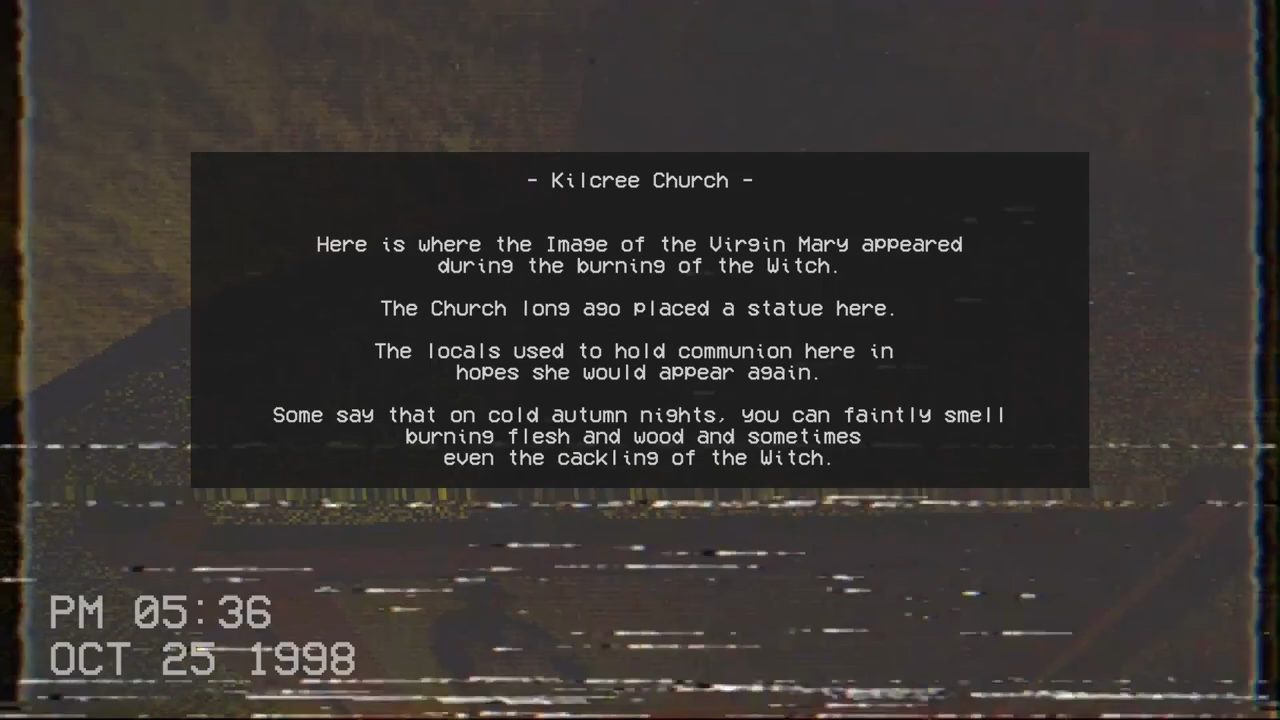 - Kilcree Church -
Here is where the Image of the Virgin Mary appeared
during the burning of the Witch.
The Church long ago placed a statue here.
The locals used to hold communion here in
hopes she would appear again.
Some say that on cold autumn nights, you can faintly smell
burning flesh and wood and sometimes
even the cackling of the Witch.
PM 05:36
OCT 25 1998